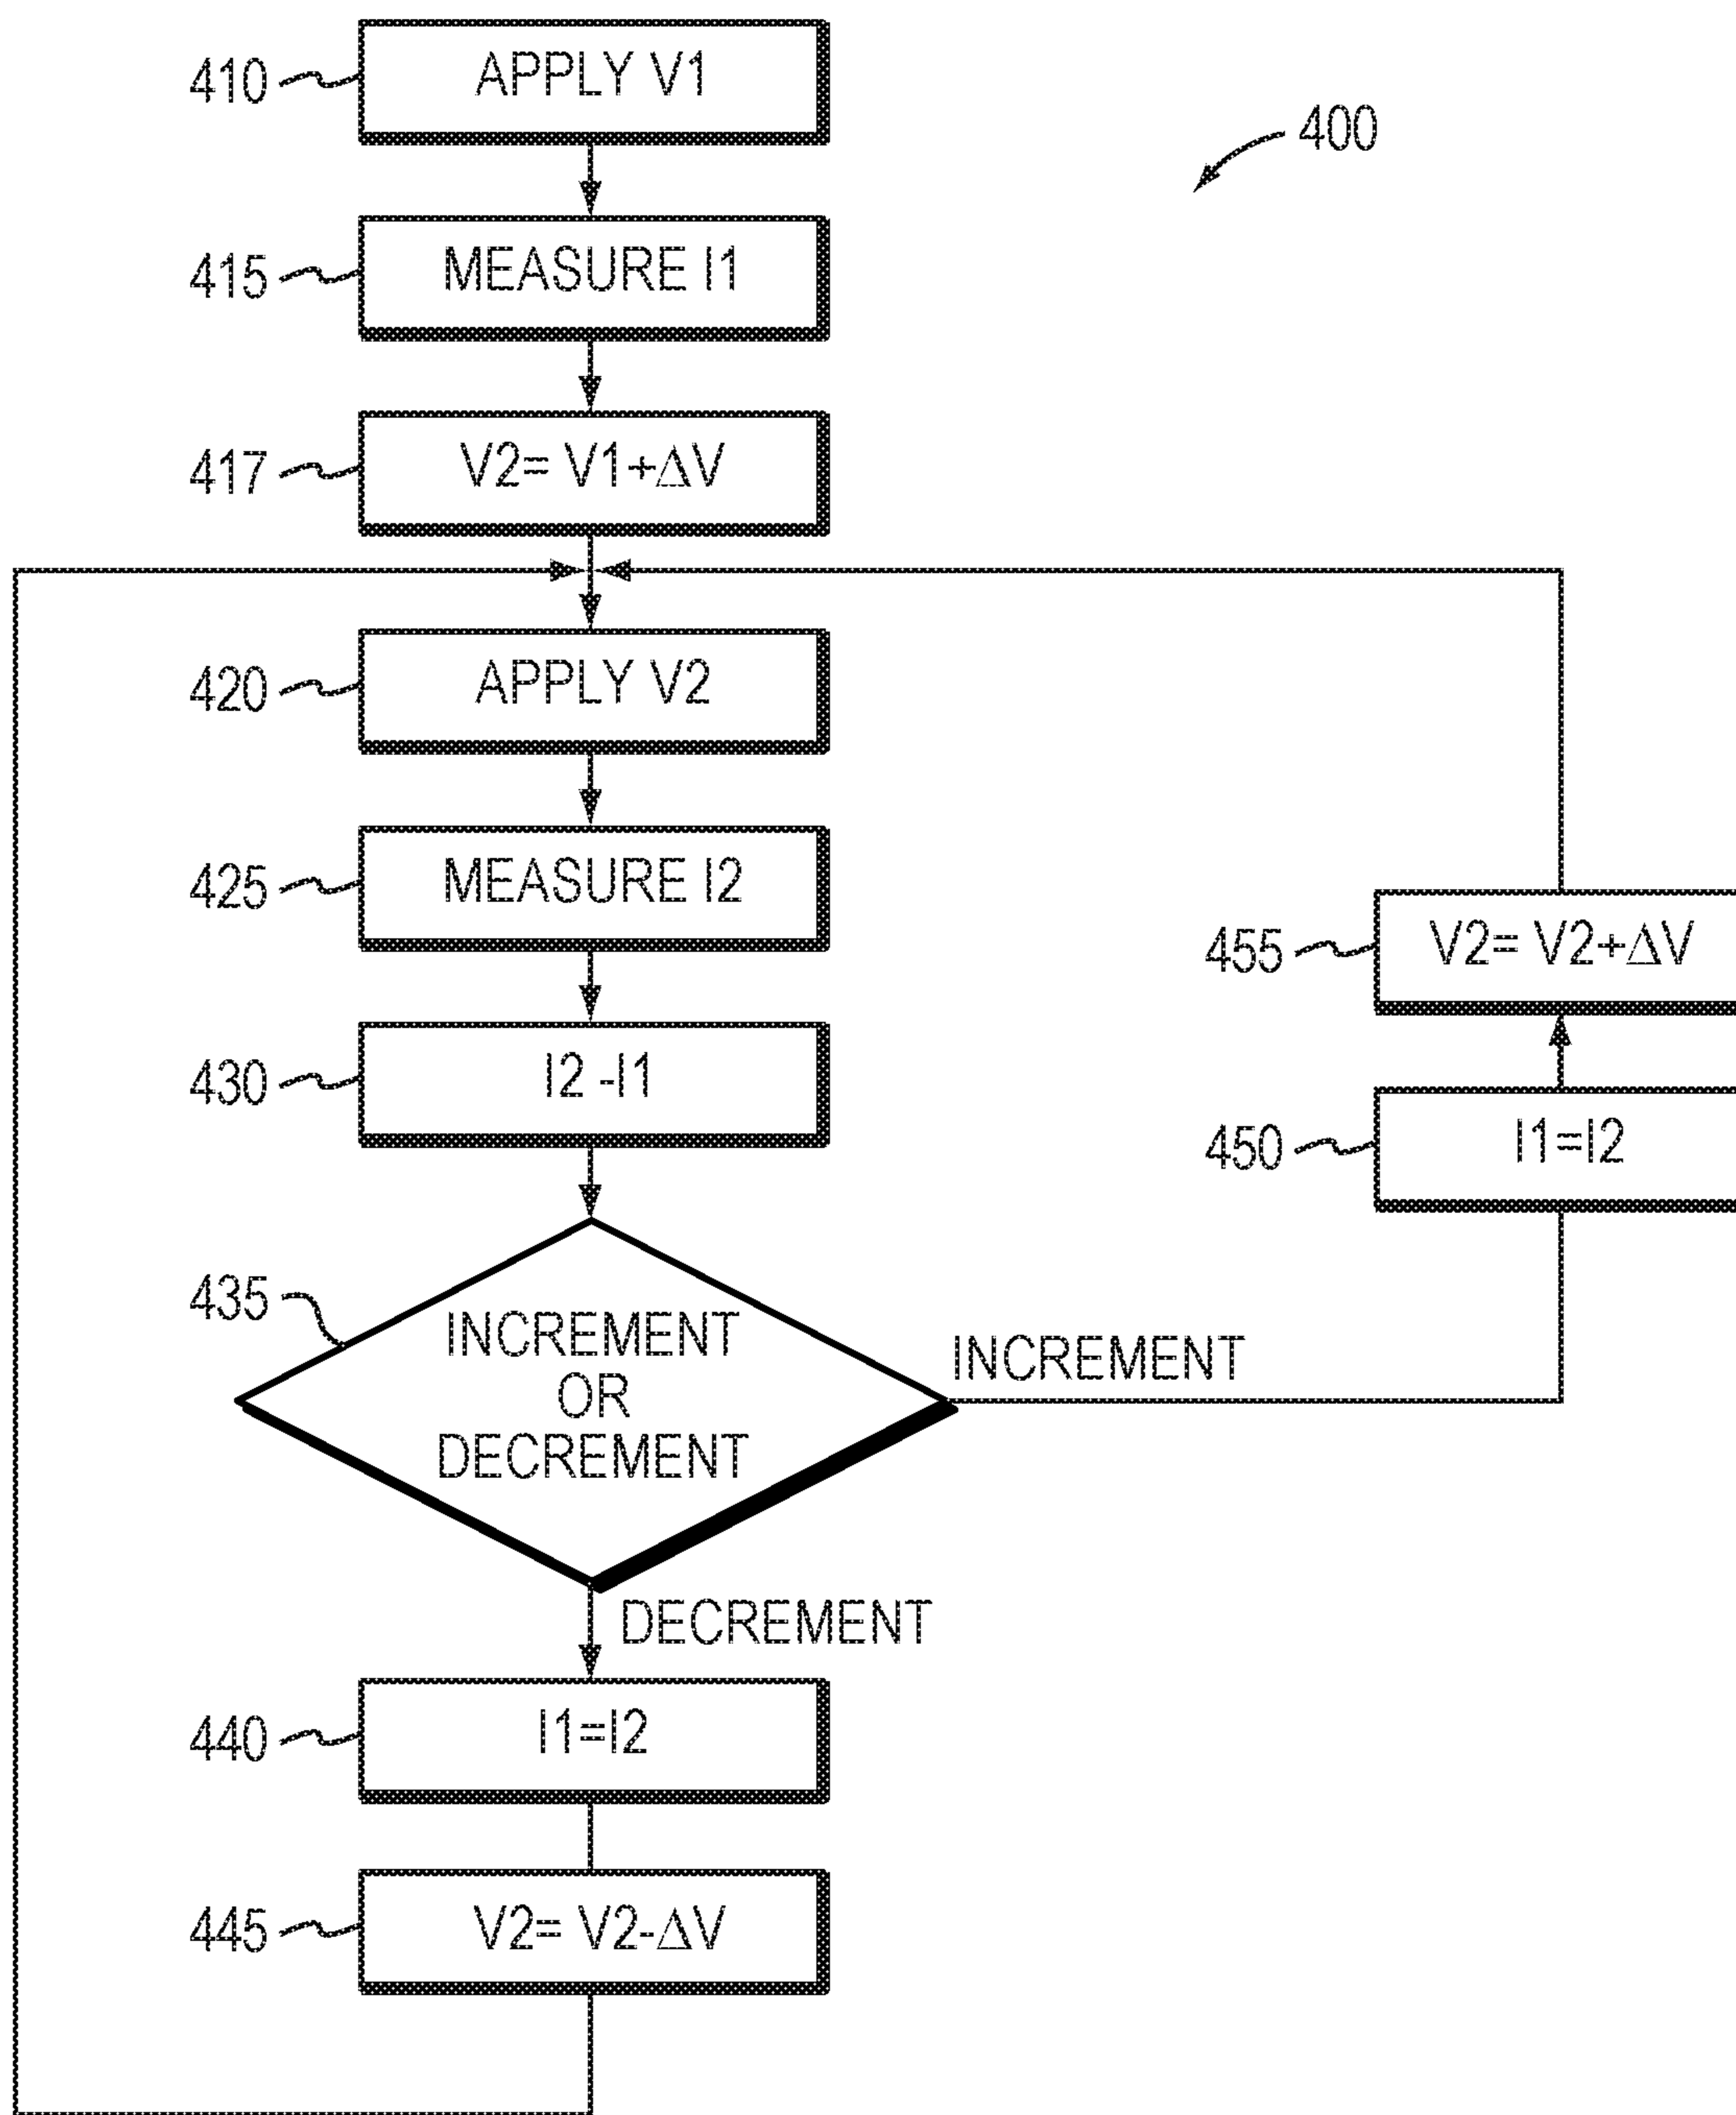 410
APPLY V1
400
415
MEASURE I1
417
V2= V1+ΔV
420
APPLY V2
425
MEASURE I2
455
V2= V2+ΔV
430
I2 -I1
450
I1=I2
435
INCREMENT
OR
DECREMENT
INCREMENT
DECREMENT
440
I1=I2
445
V2= V2-ΔV